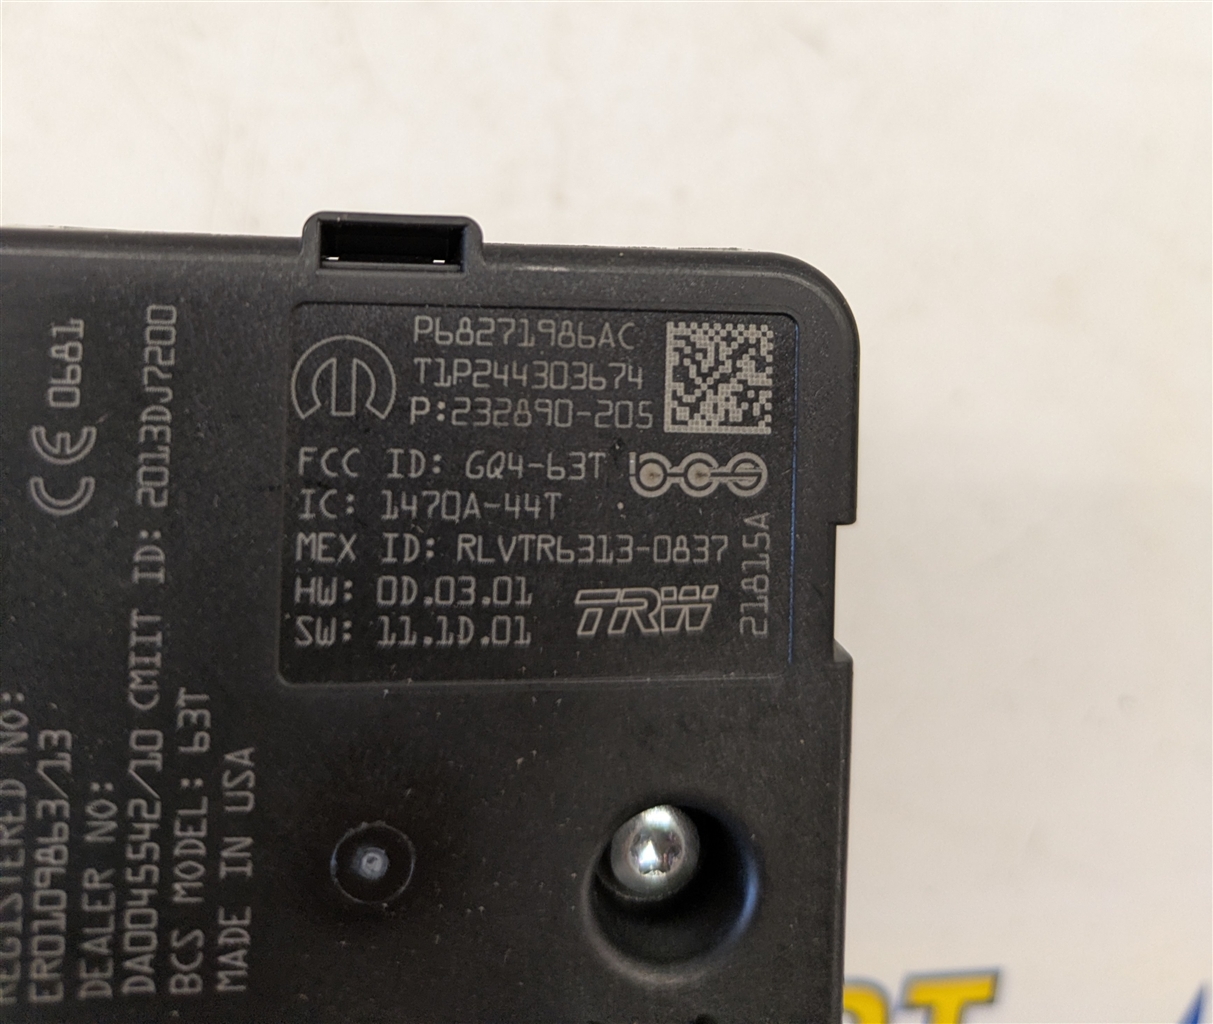 P68271986AC
T1P244303674
P:232890-205
FCC ID: GQ4-63T
bcs
IC: 1470A-44T
MEX ID: RLVTR6313-0837
HW: 0D.03.01
SW: 11.1D.01
TRW
21815A
CE 0681
REGISTERED NO:
ER0109863/13
DEALER NO:
DA0045542/10 CMIIT ID: 2013DJ7200
BCS MODEL: 63T
MADE IN USA